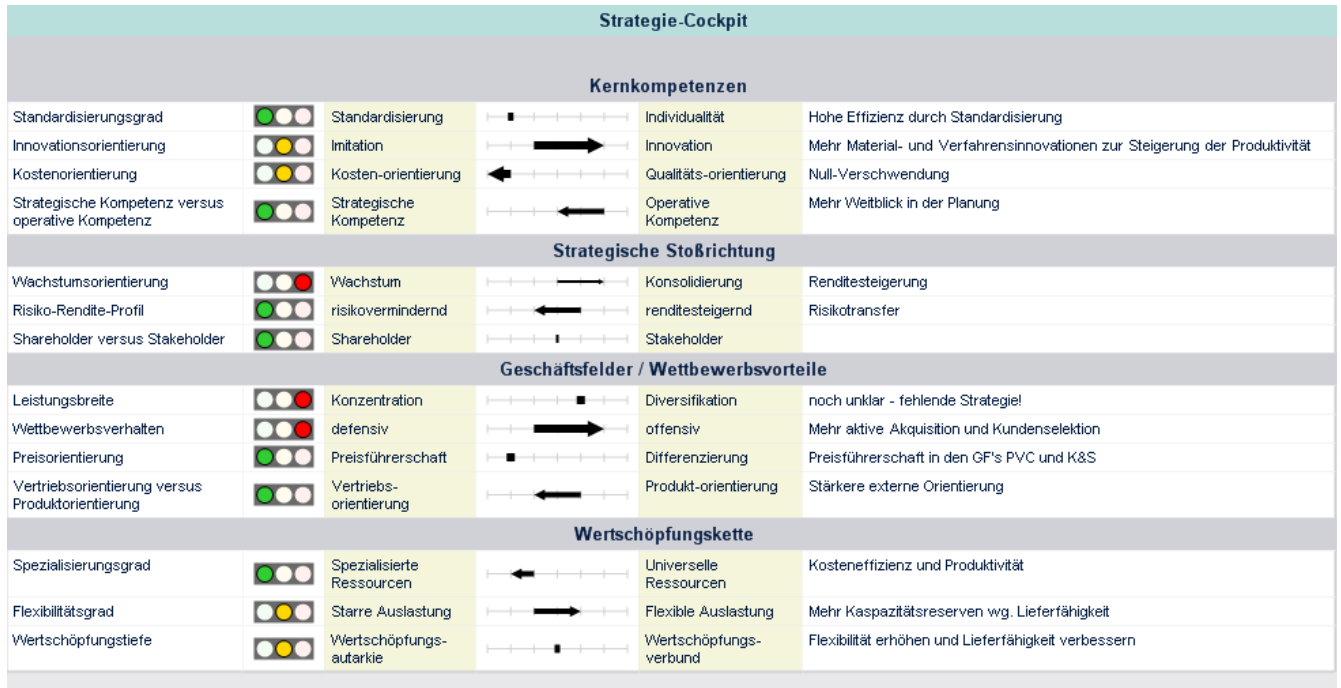 Strategie-Cockpit
Kernkompetenzen
Standardisierungsgrad Standardisierung Individualität Hohe Effizienz durch Standardisierung
Innovationsorientierung Imitation Innovation Mehr Material- und Verfahrensinnovationen zur Steigerung der Produktivität
Kostenorientierung Kosten-orientierung Qualitäts-orientierung Null-Verschwendung
Strategische Kompetenz versus Strategische Operative Mehr Weitblick in der Planung
operative Kompetenz Kompetenz Kompetenz
Strategische Stoßrichtung
Wachstumsorientierung Wachstum Konsolidierung Renditesteigerung
Risiko-Rendite-Profil risikovermindernd renditesteigernd Risikotransfer
Shareholder versus Stakeholder Shareholder Stakeholder
Geschäftsfelder / Wettbewerbsvorteile
Leistungsbreite Konzentration Diversifikation noch unklar - fehlende Strategie!
Wettbewerbsverhalten defensiv offensiv Mehr aktive Akquisition und Kundenselektion
Preisorientierung Preisführerschaft Differenzierung Preisführerschaft in den GF's PVC und K&S
Vertriebsorientierung versus Vertriebs- Produkt-orientierung Stärkere externe Orientierung
Produktorientierung orientierung
Wertschöpfungskette
Spezialisierungsgrad Spezialisierte Universelle Kosteneffizienz und Produktivität
Ressourcen Ressourcen
Flexibilitätsgrad Starre Auslastung Flexible Auslastung Mehr Kaspazitätsreserven wg. Lieferfähigkeit
Wertschöpfungstiefe Wertschöpfungs- Wertschöpfungs- Flexibilität erhöhen und Lieferfähigkeit verbessern
autarkie verbund